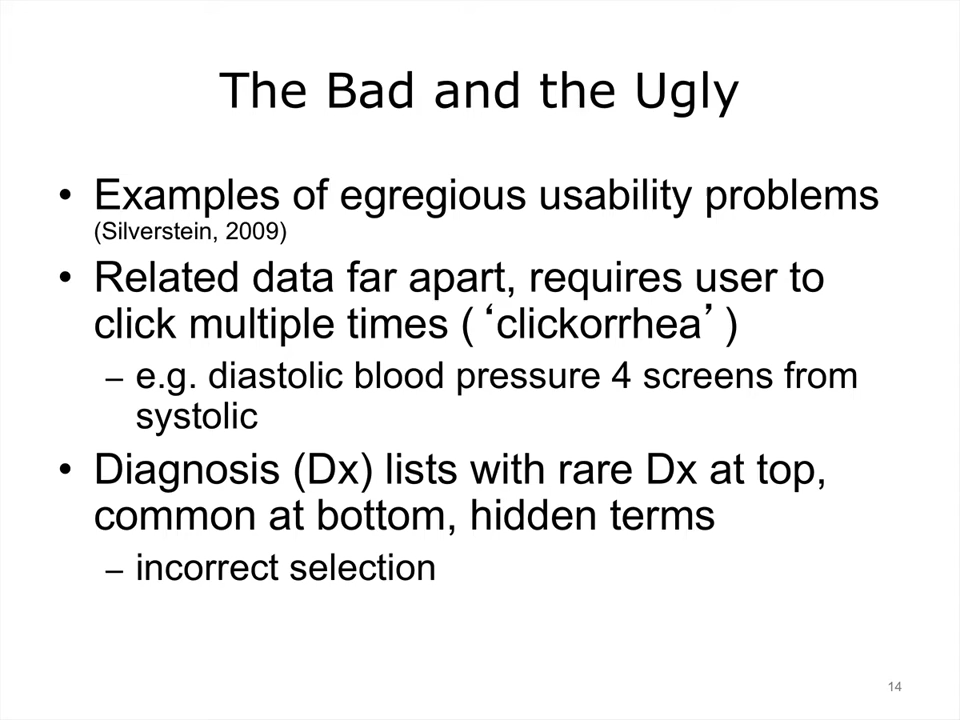 The Bad and the Ugly
• Examples of egregious usability problems
(Silverstein, 2009)
• Related data far apart, requires user to
click multiple times (‘clickorrhea’)
– e.g. diastolic blood pressure 4 screens from
systolic
• Diagnosis (Dx) lists with rare Dx at top,
common at bottom, hidden terms
– incorrect selection
14